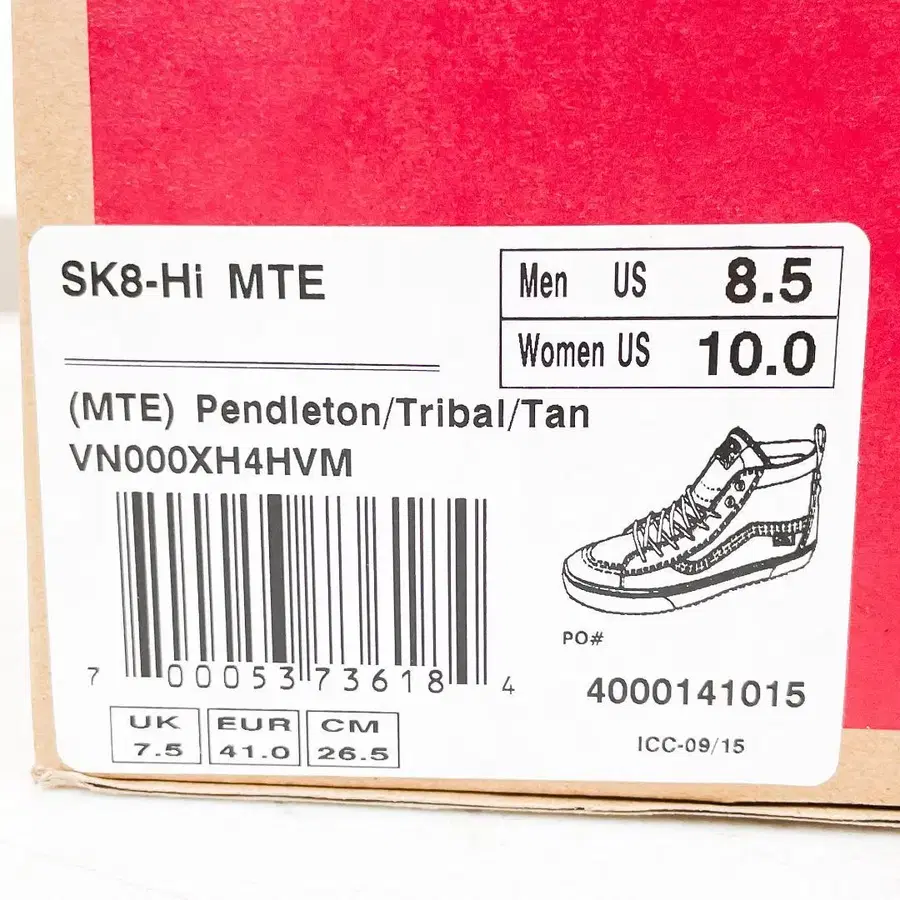 SK8-Hi MTE
Men US 8.5
Women US 10.0
(MTE) Pendleton/Tribal/Tan
VN000XH4HVM
7 00053 73618 4
PO#
4000141015
UK EUR CM
7.5 41.0 26.5
ICC-09/15